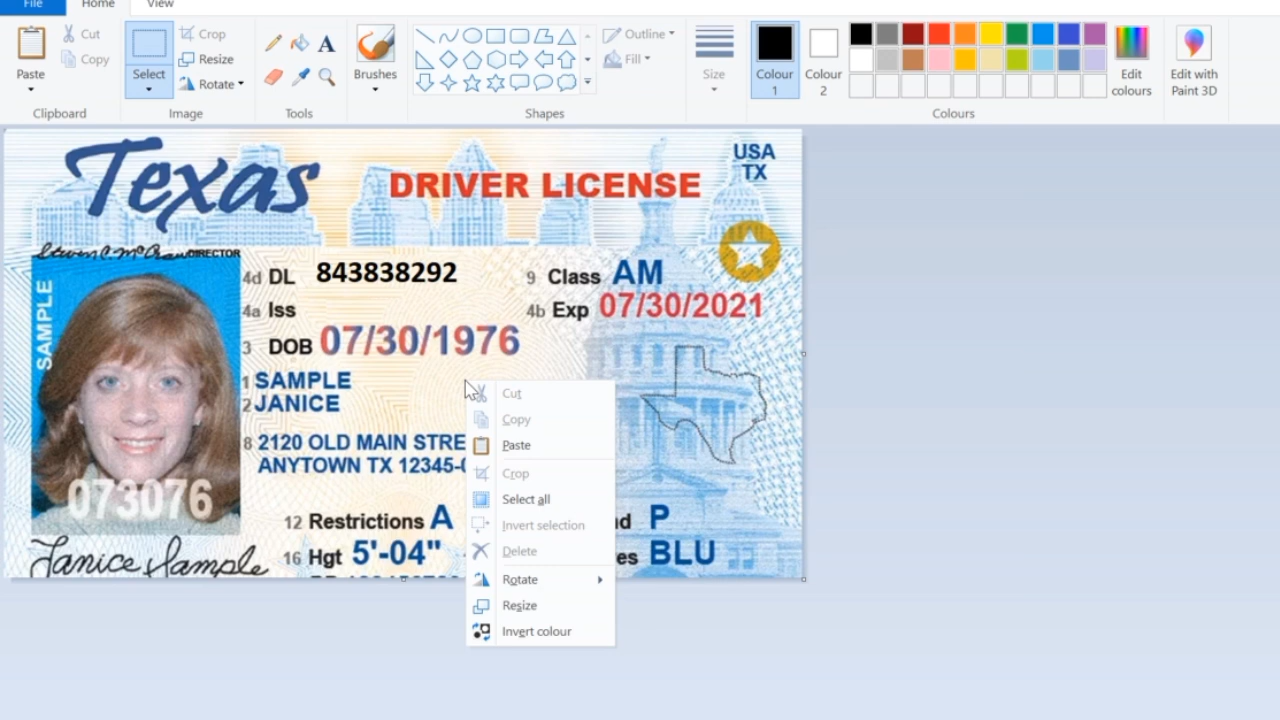 File Home View
Paste
Cut
Copy
Clipboard
Select
Crop
Resize
Rotate
Image
A
Tools
Brushes
Shapes
Outline
Fill
Size
Colour 1
Colour 2
Edit colours
Colours
Edit with Paint 3D
Texas
DRIVER LICENSE
USA
TX
DIRECTOR
SAMPLE
073076
Janice Sample
4d DL 843838292
9 Class AM
4a Iss
4b Exp 07/30/2021
3 DOB 07/30/1976
1 SAMPLE
2 JANICE
8 2120 OLD MAIN STRE
ANYTOWN TX 12345-0
12 Restrictions A
nd P
16 Hgt 5'-04"
es BLU
Cut
Copy
Paste
Crop
Select all
Invert selection
Delete
Rotate
Resize
Invert colour